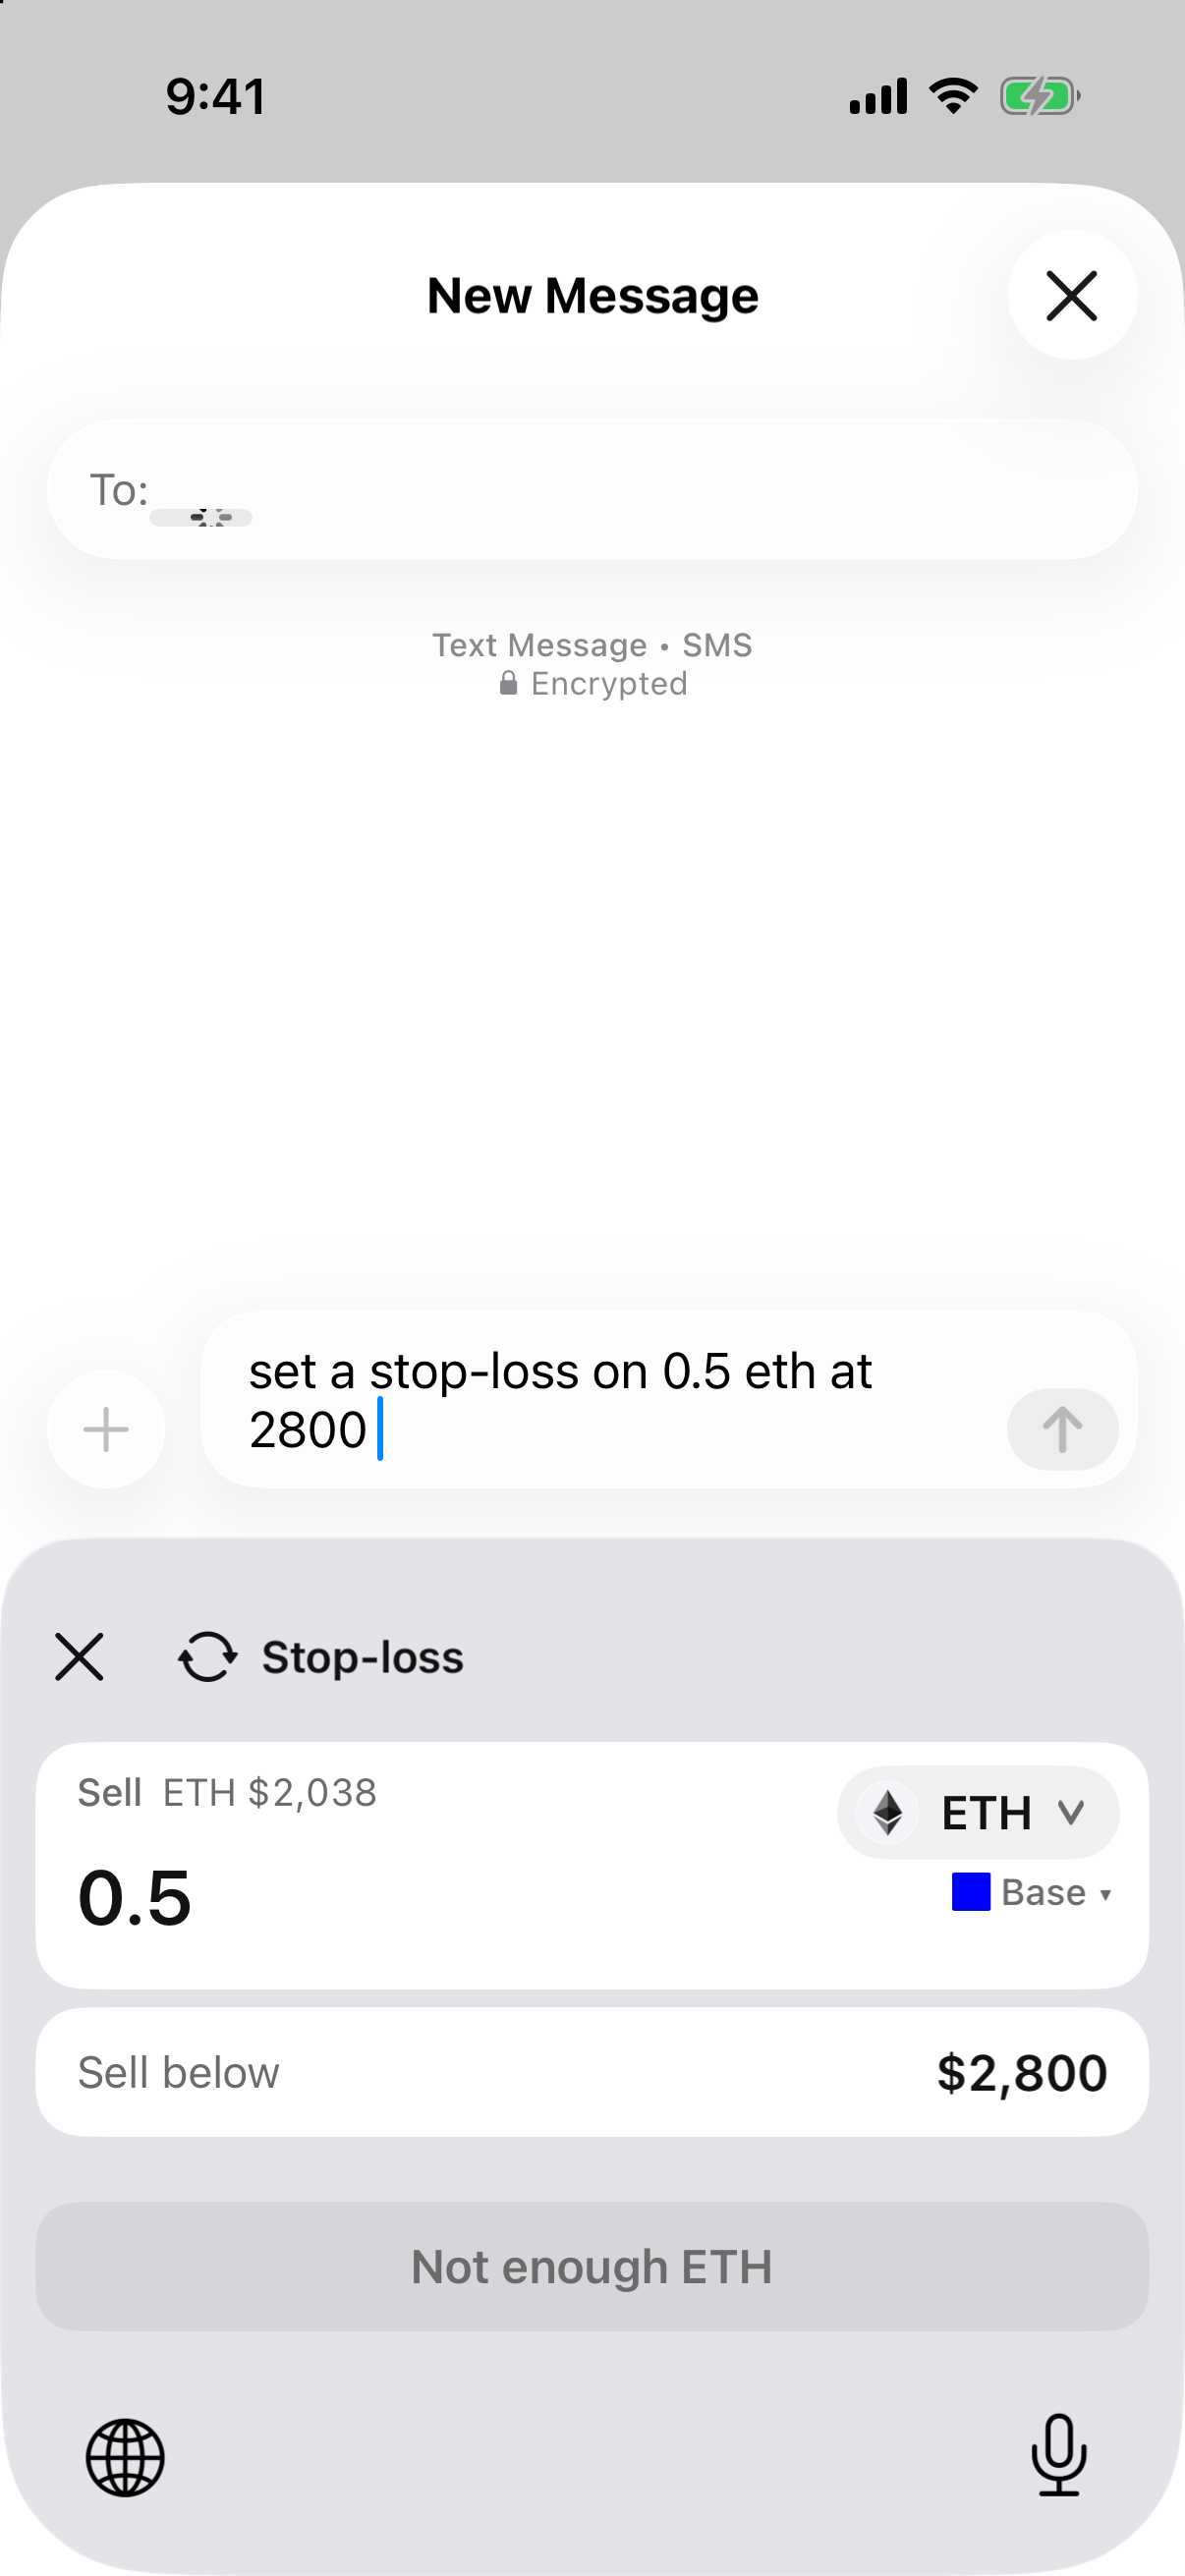 9:41
New Message
To:
Text Message • SMS
Encrypted
set a stop-loss on 0.5 eth at
2800
Stop-loss
Sell ETH $2,038
ETH
0.5
Base
Sell below
$2,800
Not enough ETH